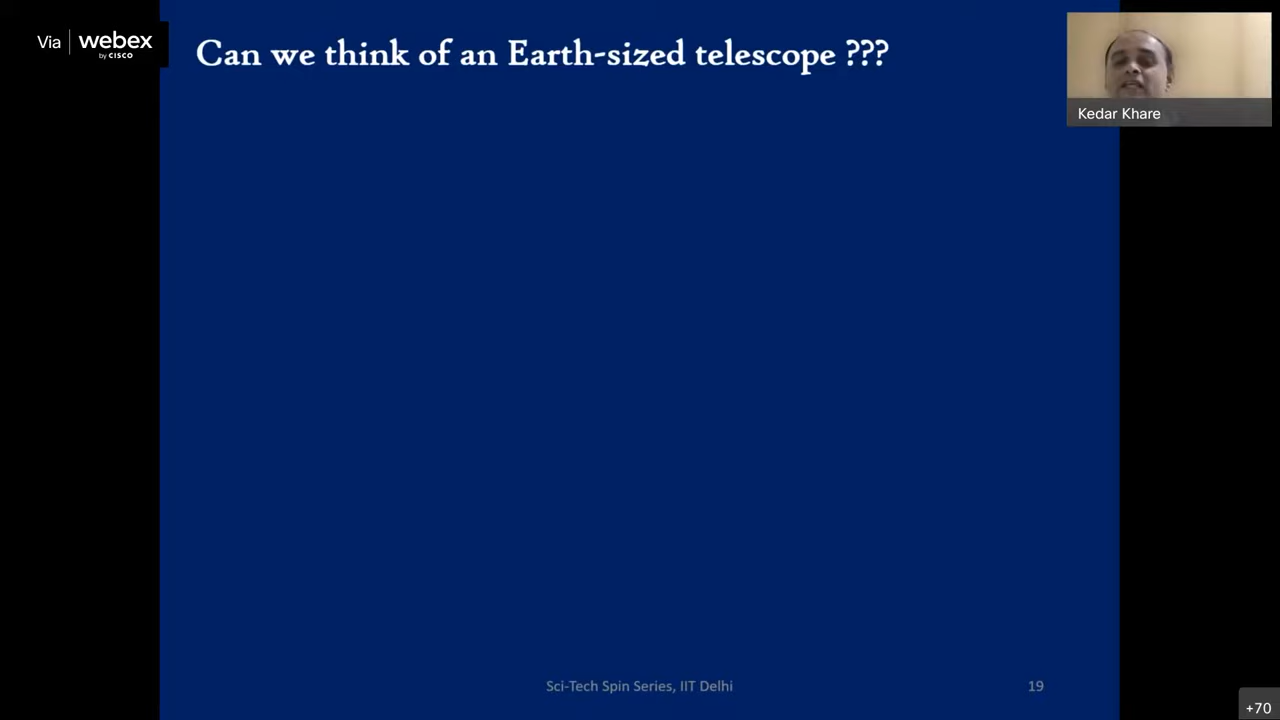 Via webex
by CISCO
Can we think of an Earth-sized telescope ???
Kedar Khare
Sci-Tech Spin Series, IIT Delhi
19
+70